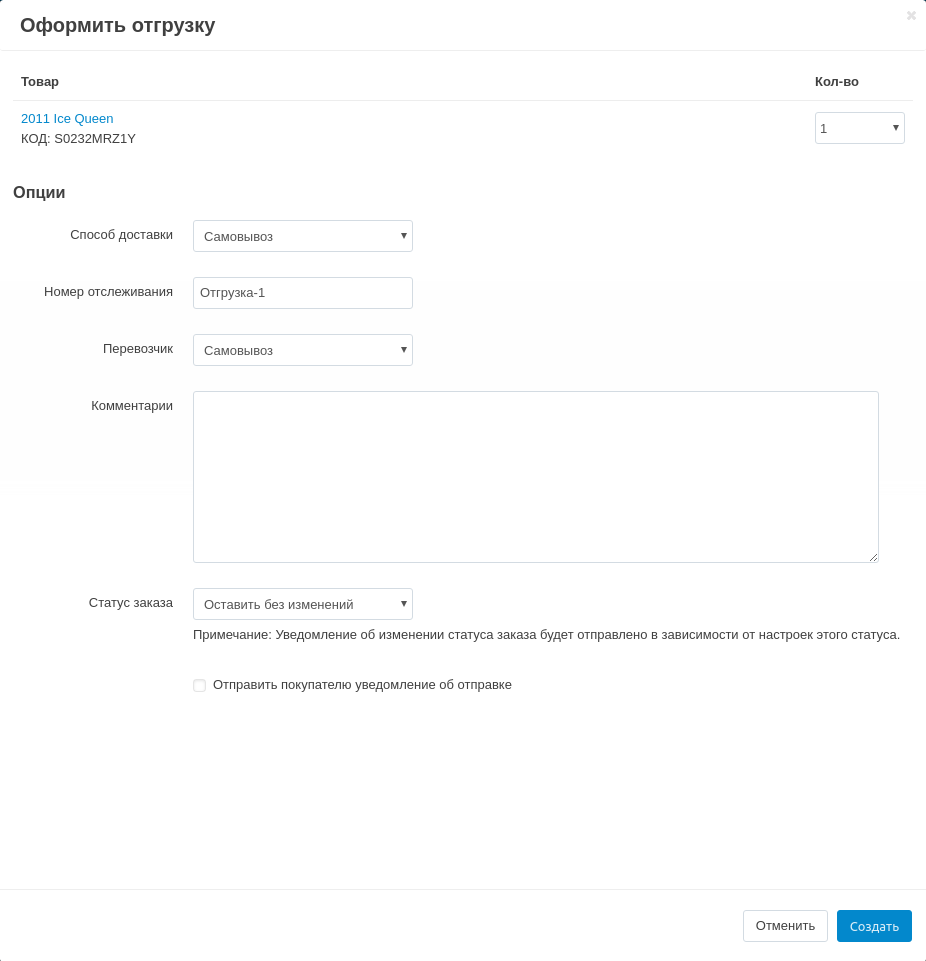 Оформить отгрузку
Товар Кол-во
2011 Ice Queen
КОД: S0232MRZ1Y
1
Опции
Способ доставки Самовывоз
Номер отслеживания Отгрузка-1
Перевозчик Самовывоз
Комментарии
Статус заказа Оставить без изменений
Примечание: Уведомление об изменении статуса заказа будет отправлено в зависимости от настроек этого статуса.
Отправить покупателю уведомление об отправке
Отменить Создать